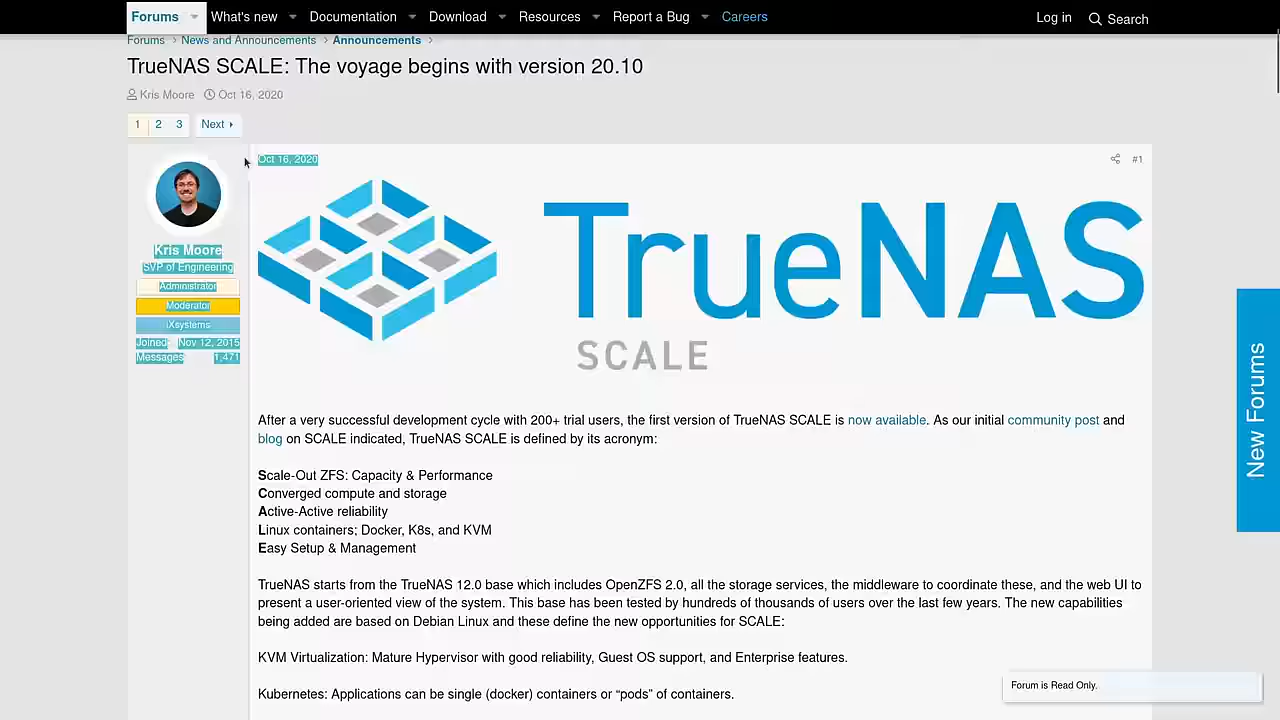 Forums What's new Documentation Download Resources Report a Bug Careers Log in Search
Forums News and Announcements Announcements
TrueNAS SCALE: The voyage begins with version 20.10
Kris Moore Oct 16, 2020
1 2 3 Next
Oct 16, 2020 #1
TrueNAS
SCALE
Kris Moore
SVP of Engineering
Administrator
Moderator
iXsystems
Joined Nov 12, 2015
Messages 1,471
After a very successful development cycle with 200+ trial users, the first version of TrueNAS SCALE is now available. As our initial community post and
blog on SCALE indicated, TrueNAS SCALE is defined by its acronym:
Scale-Out ZFS: Capacity & Performance
Converged compute and storage
Active-Active reliability
Linux containers; Docker, K8s, and KVM
Easy Setup & Management
TrueNAS starts from the TrueNAS 12.0 base which includes OpenZFS 2.0, all the storage services, the middleware to coordinate these, and the web UI to
present a user-oriented view of the system. This base has been tested by hundreds of thousands of users over the last few years. The new capabilities
being added are based on Debian Linux and these define the new opportunities for SCALE:
KVM Virtualization: Mature Hypervisor with good reliability, Guest OS support, and Enterprise features.
Kubernetes: Applications can be single (docker) containers or “pods” of containers.
New Forums
Forum is Read Only.